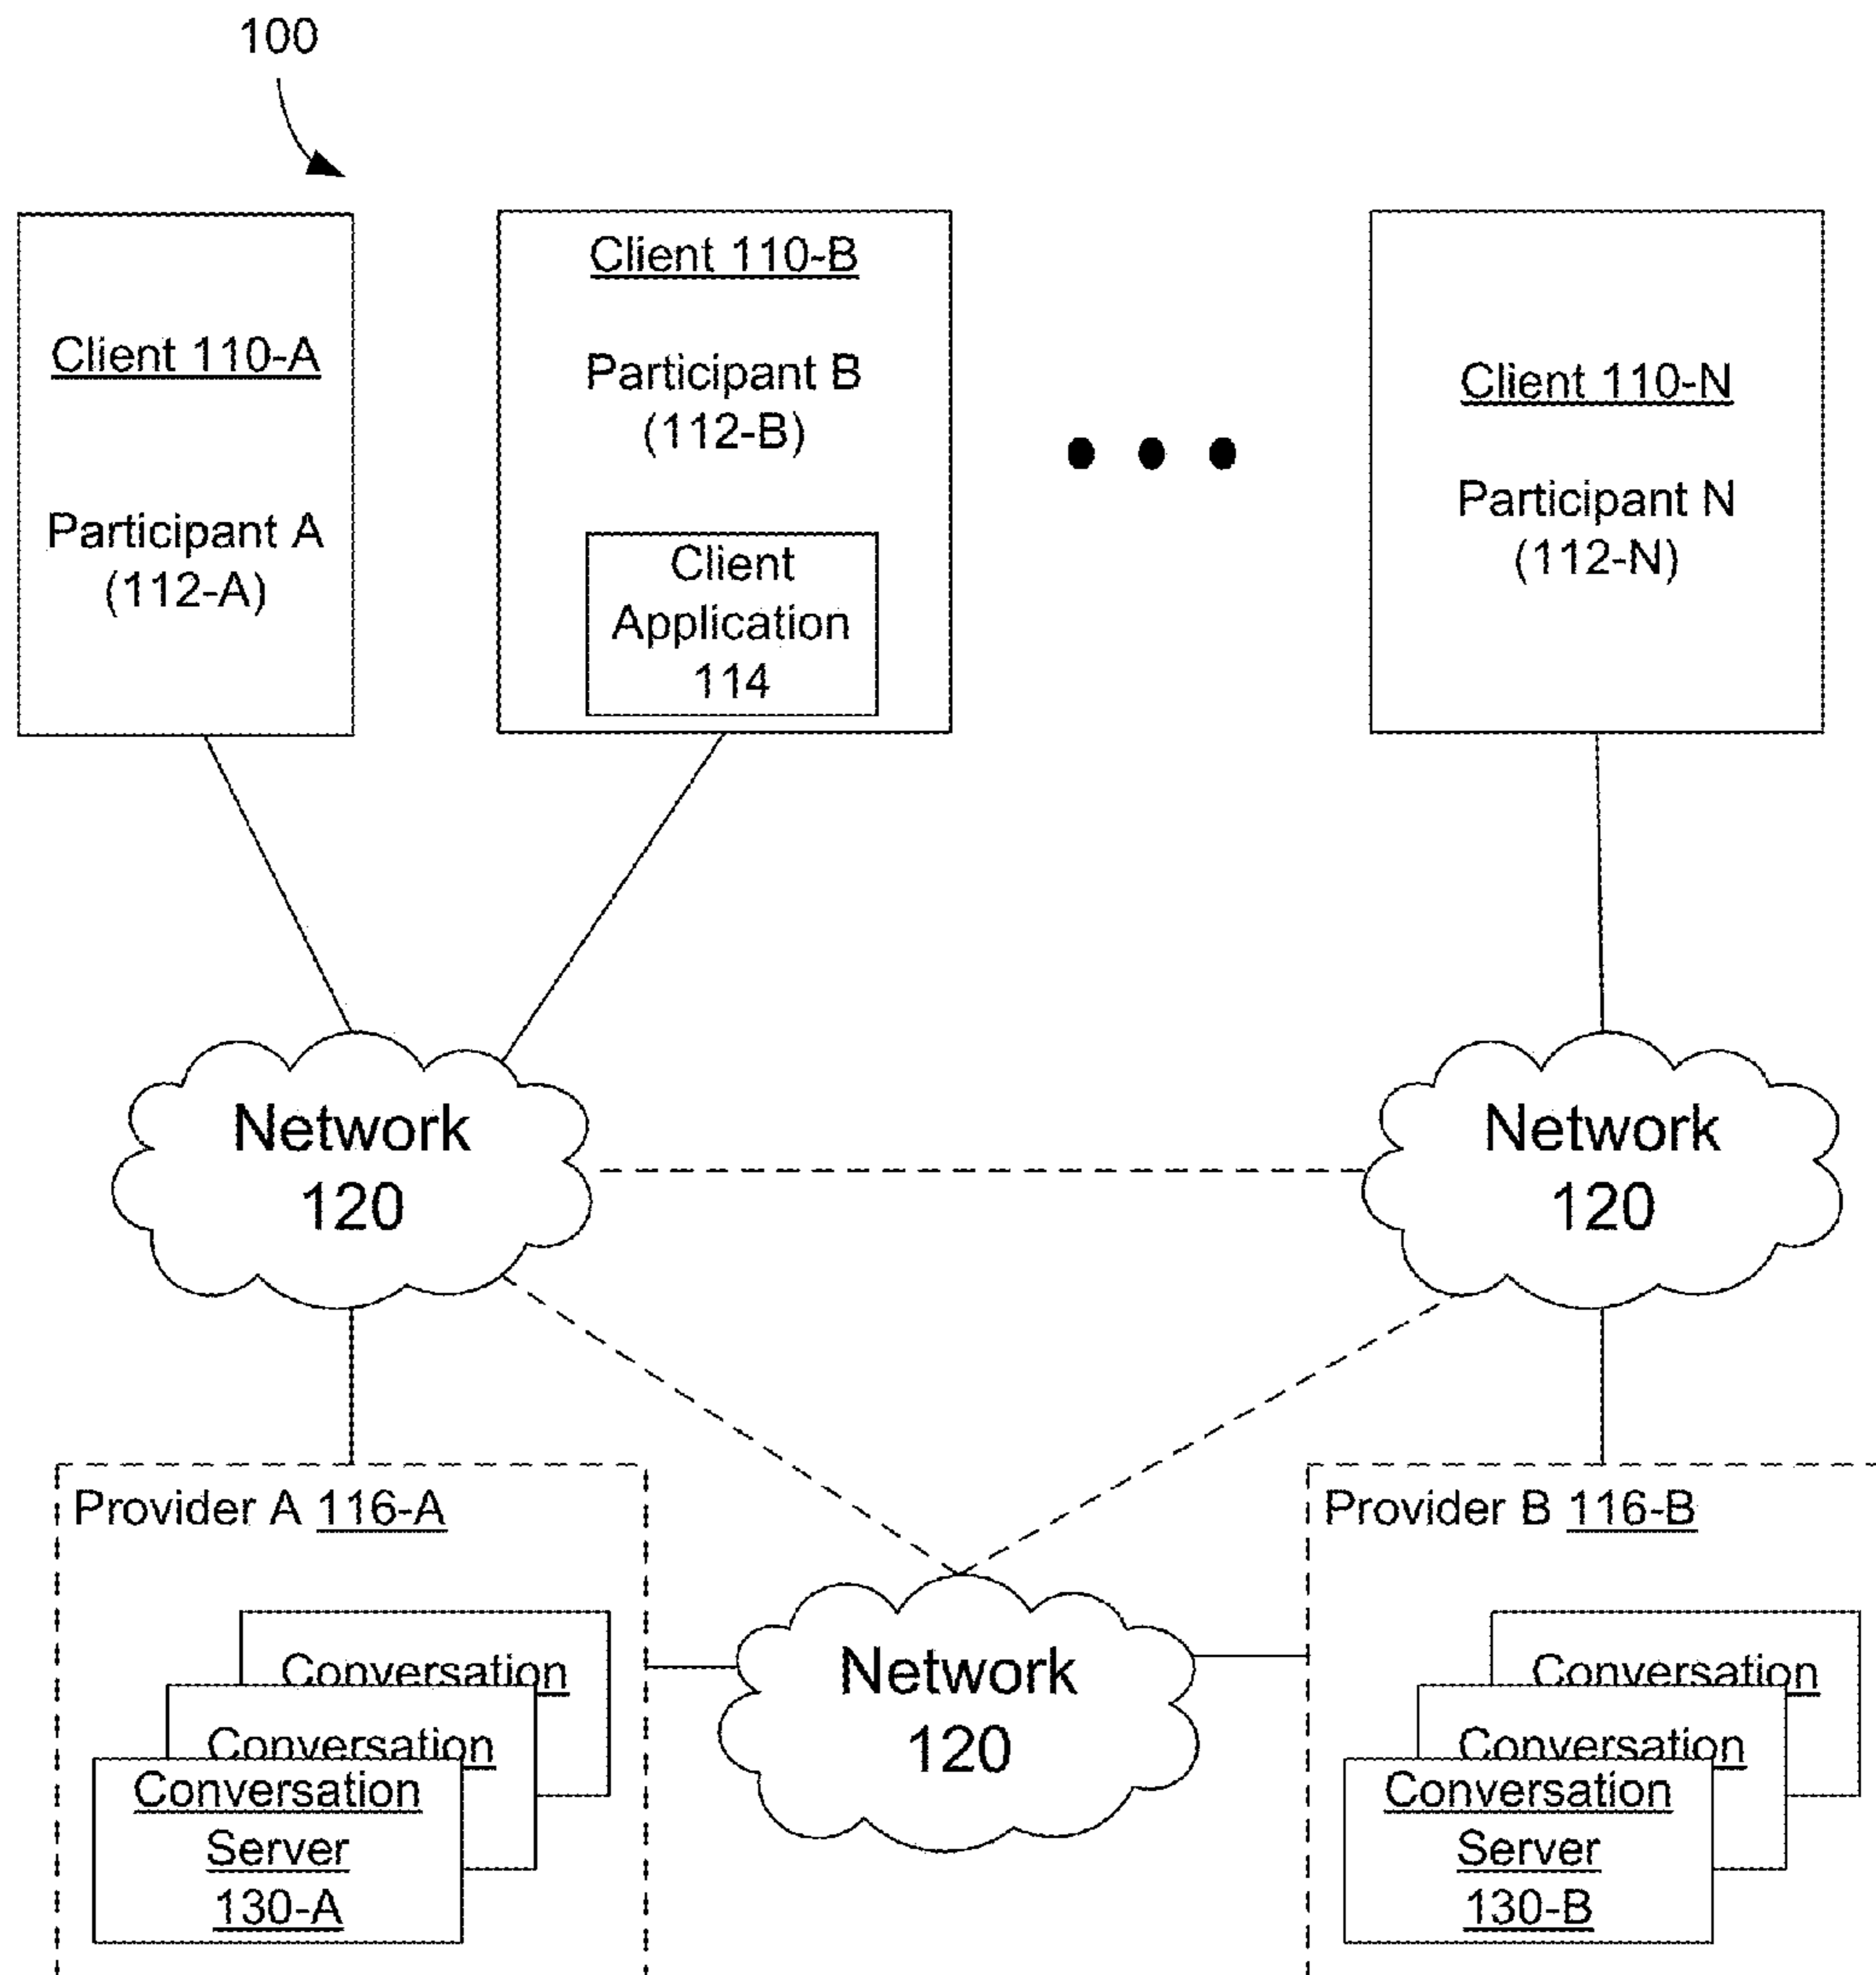 100
Client 110-A
Participant A
(112-A)
Client 110-B
Participant B
(112-B)
Client
Application
114
Client 110-N
Participant N
(112-N)
Network
120
Network
120
Provider A 116-A
Conversation
Conversation
Conversation
Server
130-A
Network
120
Provider B 116-B
Conversation
Conversation
Conversation
Server
130-B